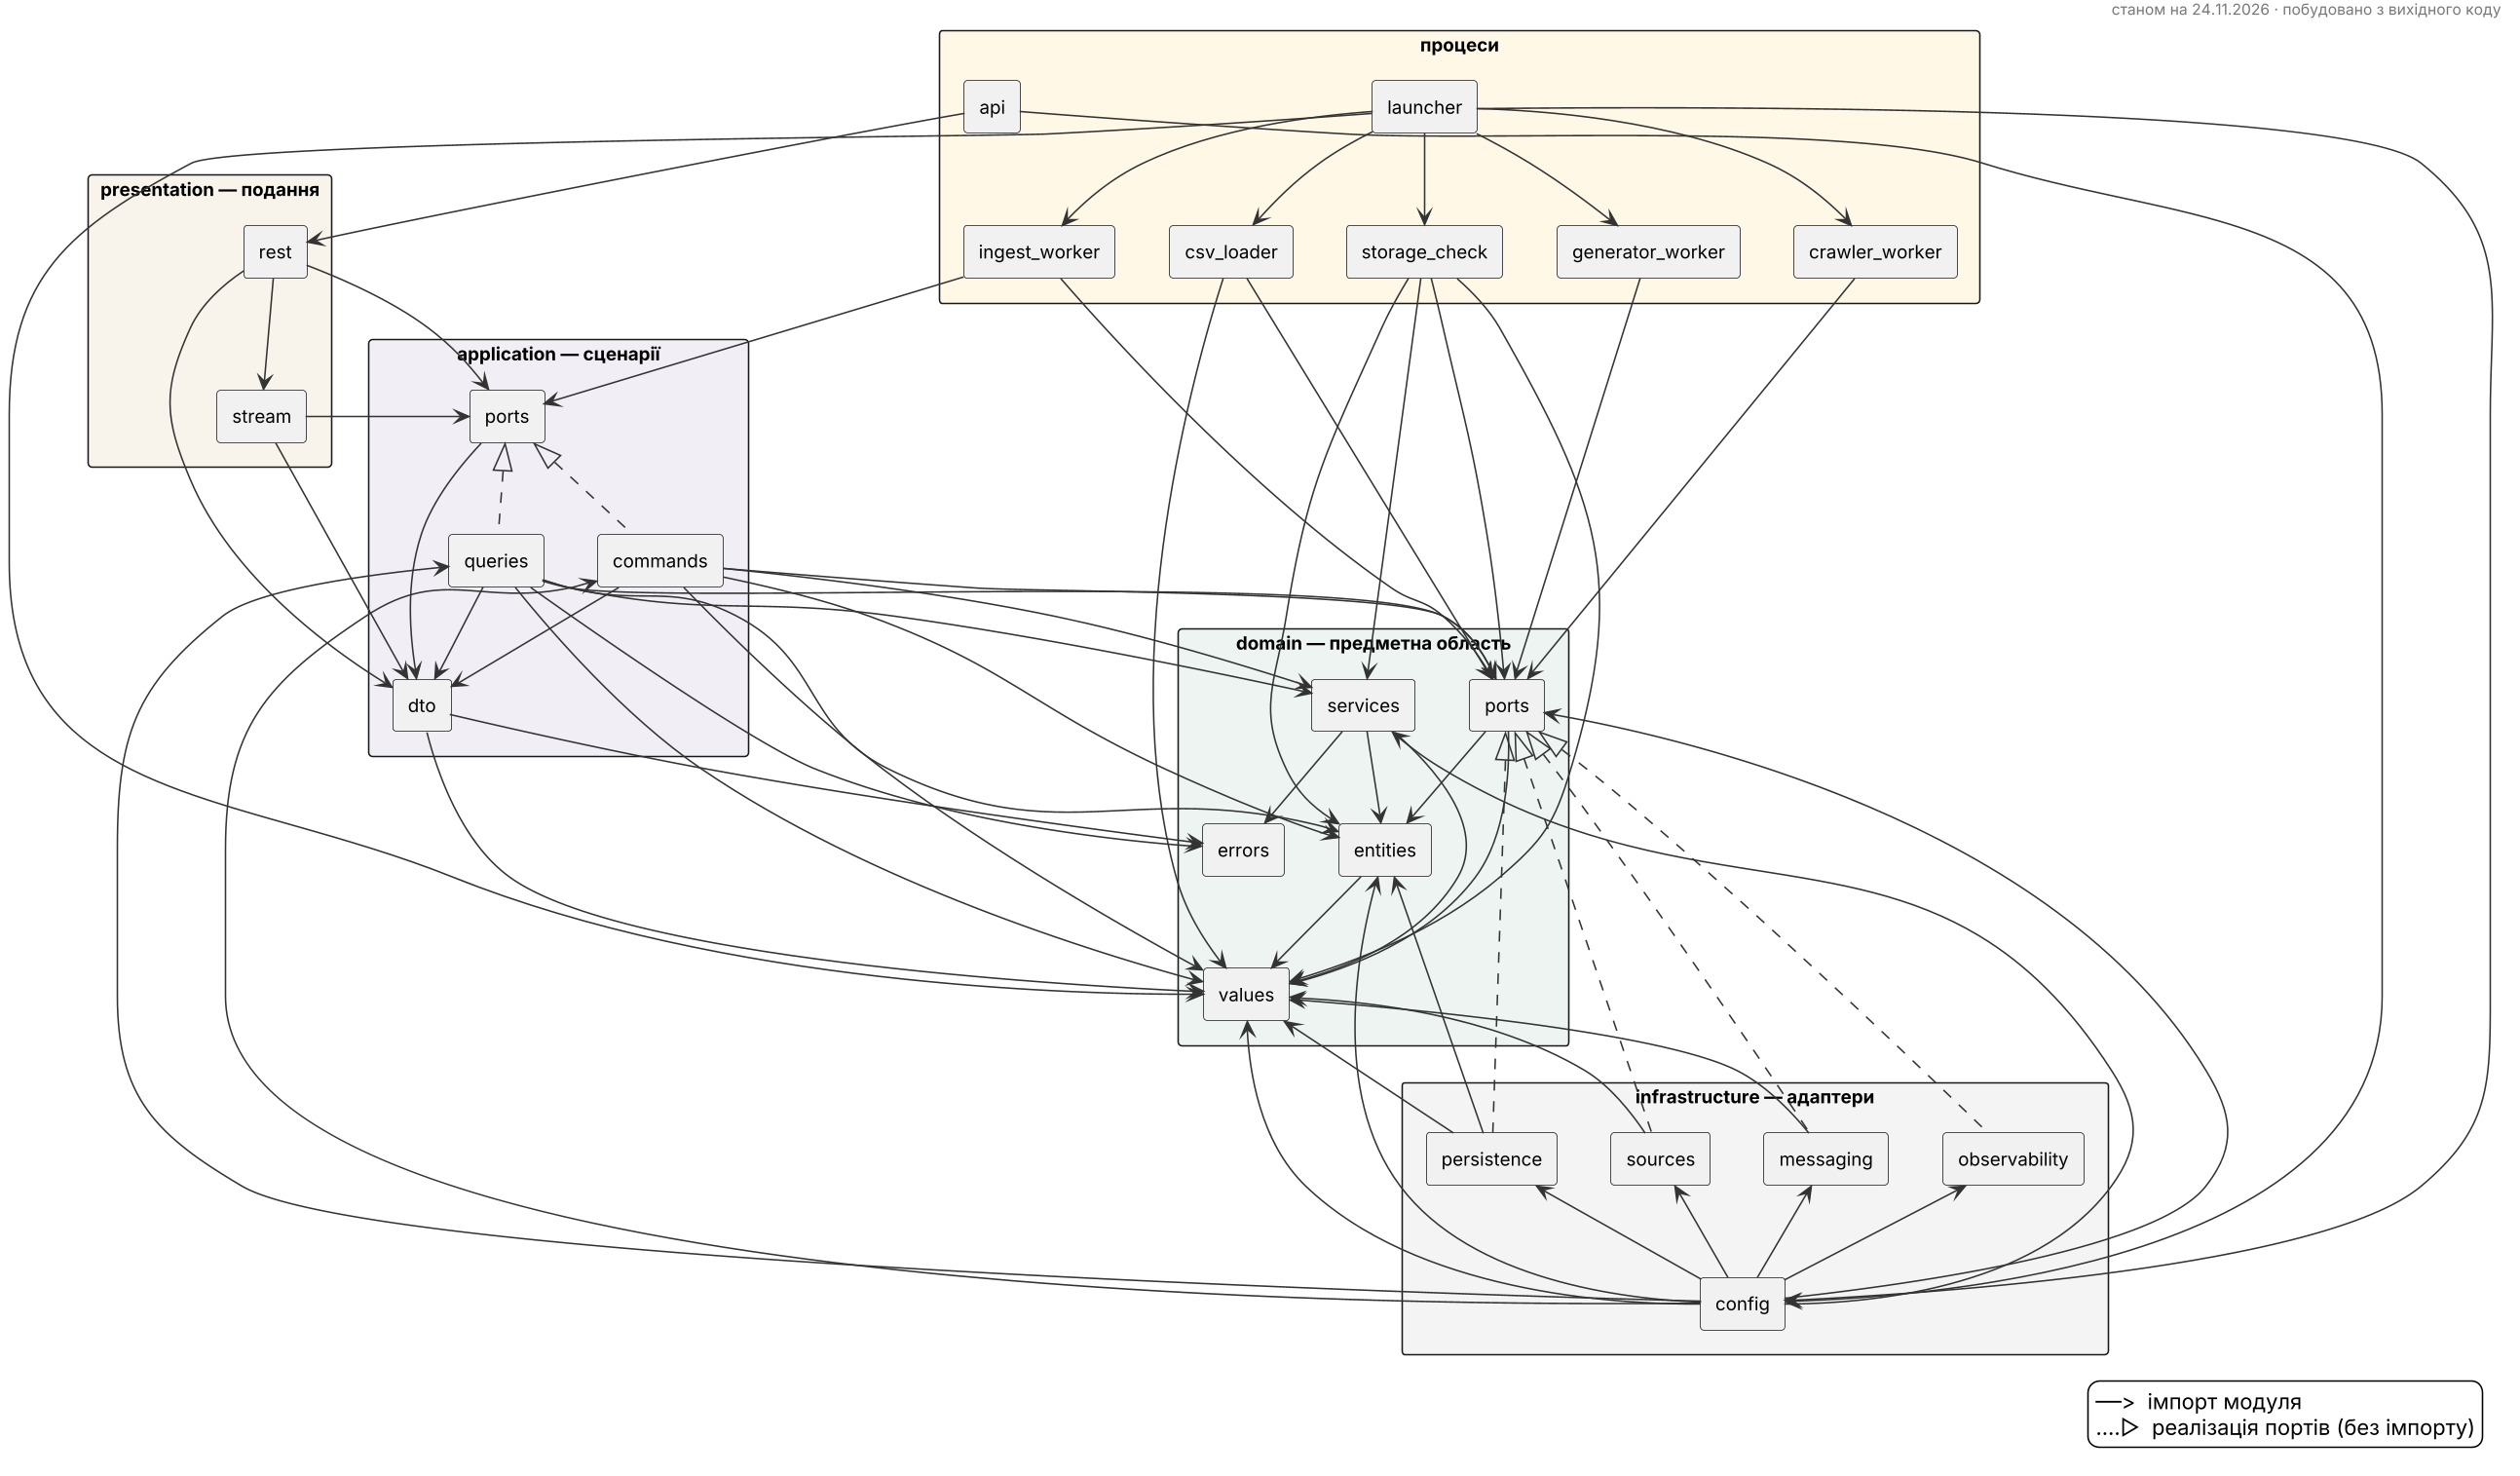 станом на 24.11.2026 · побудовано з вихідного коду
процеси
api
launcher
presentation — подання
rest
ingest_worker
csv_loader
storage_check
generator_worker
crawler_worker
application — сценарії
stream
ports
queries
commands
domain — предметна область
dto
services
ports
errors
entities
values
infrastructure — адаптери
persistence
sources
messaging
observability
config
──> імпорт модуля
....▷ реалізація портів (без імпорту)